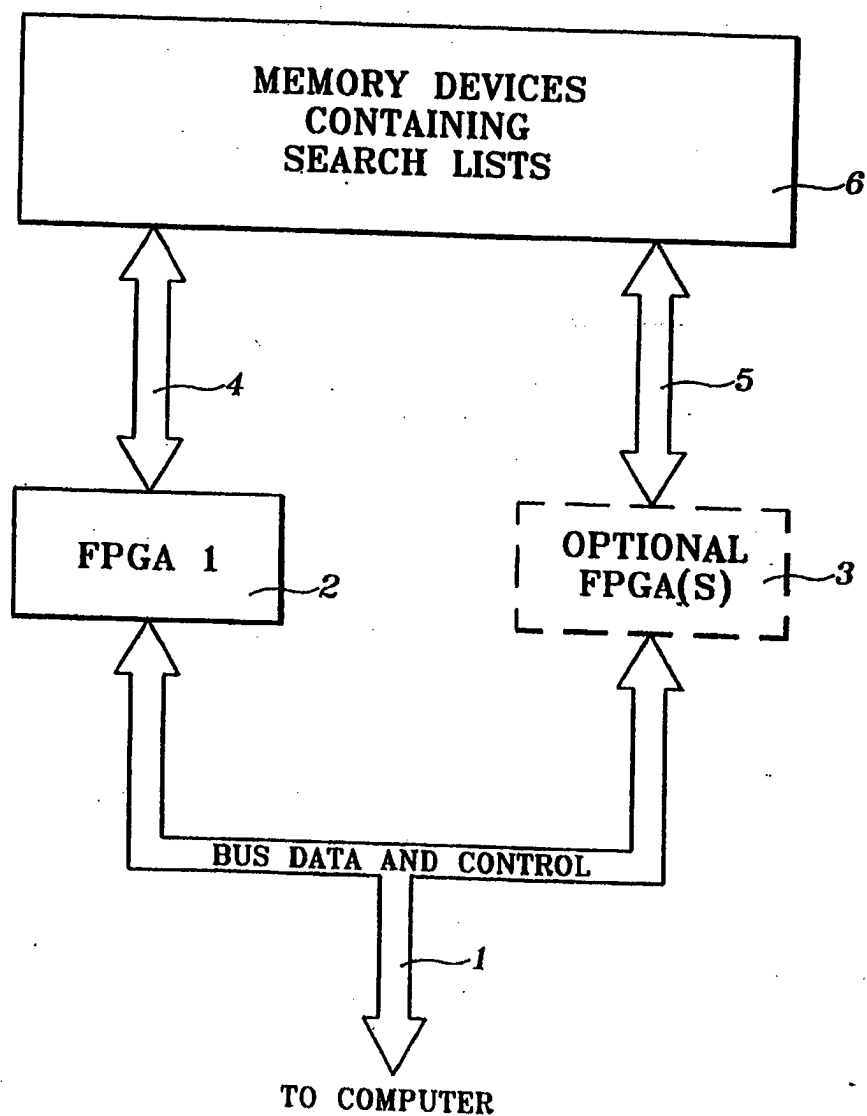 MEMORY DEVICES
CONTAINING
SEARCH LISTS
6
4
5
FPGA 1
2
OPTIONAL
FPGA(S)
3
BUS DATA AND CONTROL
1
TO COMPUTER